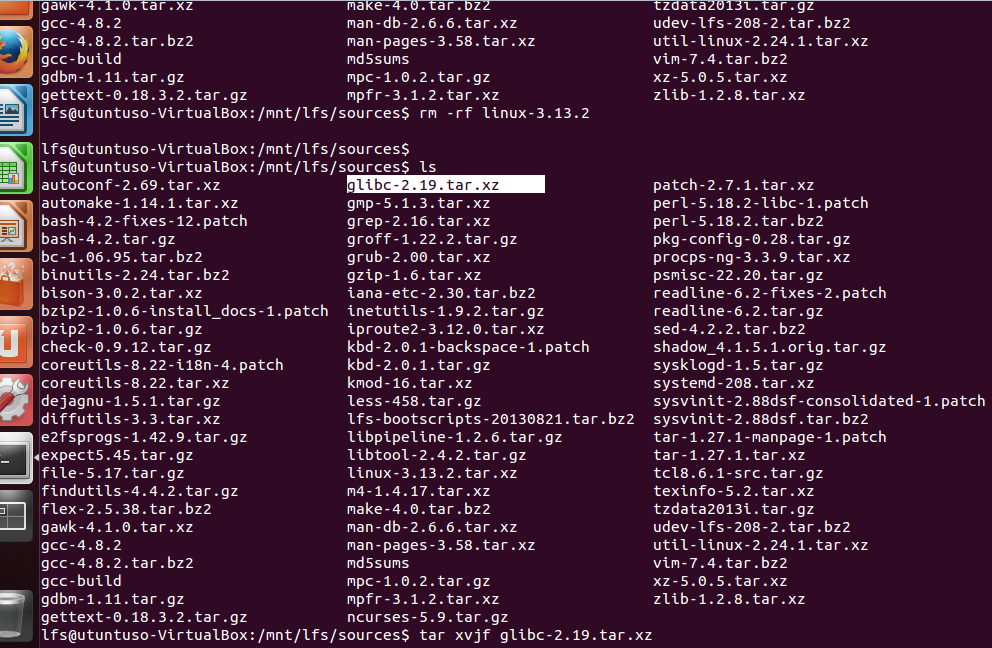 gawk-4.1.0.tar.xz make-4.0.tar.bz2 tzdata2013i.tar.gz
gcc-4.8.2 man-db-2.6.6.tar.xz udev-lfs-208-2.tar.bz2
gcc-4.8.2.tar.bz2 man-pages-3.58.tar.xz util-linux-2.24.1.tar.xz
gcc-build md5sums vim-7.4.tar.bz2
gdbm-1.11.tar.gz mpc-1.0.2.tar.gz xz-5.0.5.tar.xz
gettext-0.18.3.2.tar.gz mpfr-3.1.2.tar.xz zlib-1.2.8.tar.xz
lfs@utuntuso-VirtualBox:/mnt/lfs/sources$ rm -rf linux-3.13.2
lfs@utuntuso-VirtualBox:/mnt/lfs/sources$
lfs@utuntuso-VirtualBox:/mnt/lfs/sources$ ls
autoconf-2.69.tar.xz glibc-2.19.tar.xz patch-2.7.1.tar.xz
automake-1.14.1.tar.xz gmp-5.1.3.tar.xz perl-5.18.2-libc-1.patch
bash-4.2-fixes-12.patch grep-2.16.tar.xz perl-5.18.2.tar.bz2
bash-4.2.tar.gz groff-1.22.2.tar.gz pkg-config-0.28.tar.gz
bc-1.06.95.tar.bz2 grub-2.00.tar.xz procps-ng-3.3.9.tar.xz
binutils-2.24.tar.bz2 gzip-1.6.tar.xz psmisc-22.20.tar.gz
bison-3.0.2.tar.xz iana-etc-2.30.tar.bz2 readline-6.2-fixes-2.patch
bzip2-1.0.6-install_docs-1.patch inetutils-1.9.2.tar.gz readline-6.2.tar.gz
bzip2-1.0.6.tar.gz iproute2-3.12.0.tar.xz sed-4.2.2.tar.bz2
check-0.9.12.tar.gz kbd-2.0.1-backspace-1.patch shadow_4.1.5.1.orig.tar.gz
coreutils-8.22-i18n-4.patch kbd-2.0.1.tar.gz sysklogd-1.5.tar.gz
coreutils-8.22.tar.xz kmod-16.tar.xz systemd-208.tar.xz
dejagnu-1.5.1.tar.gz less-458.tar.gz sysvinit-2.88dsf-consolidated-1.patch
diffutils-3.3.tar.xz lfs-bootscripts-20130821.tar.bz2 sysvinit-2.88dsf.tar.bz2
e2fsprogs-1.42.9.tar.gz libpipeline-1.2.6.tar.gz tar-1.27.1-manpage-1.patch
expect5.45.tar.gz libtool-2.4.2.tar.gz tar-1.27.1.tar.xz
file-5.17.tar.gz linux-3.13.2.tar.xz tcl8.6.1-src.tar.gz
findutils-4.4.2.tar.gz m4-1.4.17.tar.xz texinfo-5.2.tar.xz
flex-2.5.38.tar.bz2 make-4.0.tar.bz2 tzdata2013i.tar.gz
gawk-4.1.0.tar.xz man-db-2.6.6.tar.xz udev-lfs-208-2.tar.bz2
gcc-4.8.2 man-pages-3.58.tar.xz util-linux-2.24.1.tar.xz
gcc-4.8.2.tar.bz2 md5sums vim-7.4.tar.bz2
gcc-build mpc-1.0.2.tar.gz xz-5.0.5.tar.xz
gdbm-1.11.tar.gz mpfr-3.1.2.tar.xz zlib-1.2.8.tar.xz
gettext-0.18.3.2.tar.gz ncurses-5.9.tar.gz
lfs@utuntuso-VirtualBox:/mnt/lfs/sources$ tar xvjf glibc-2.19.tar.xz